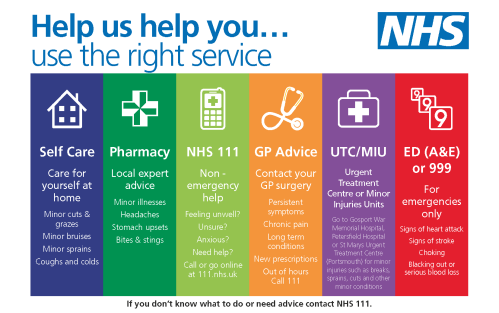 Help us help you...
use the right service
NHS
Self Care
Care for
yourself at
home
Minor cuts &
grazes
Minor bruises
Minor sprains
Coughs and colds
Pharmacy
Local expert
advice
Minor illnesses
Headaches
Stomach upsets
Bites & stings
NHS 111
Non -
emergency
help
Feeling unwell?
Unsure?
Anxious?
Need help?
Call or go online
at 111.nhs.uk
GP Advice
Contact your
GP surgery
Persistent
symptoms
Chronic pain
Long term
conditions
New prescriptions
Out of hours
Call 111
UTC/MIU
Urgent
Treatment
Centre or Minor
Injuries Units
Go to Gosport War
Memorial Hospital,
Petersfield Hospital
or St Marys Urgent
Treatment Centre
(Portsmouth) for minor
injuries such as breaks,
sprains, cuts and other
minor conditions
9
9
9
ED (A&E)
or 999
For
emergencies
only
Signs of heart attack
Signs of stroke
Choking
Blacking out or
serious blood loss
If you don't know what to do or need advice contact NHS 111.